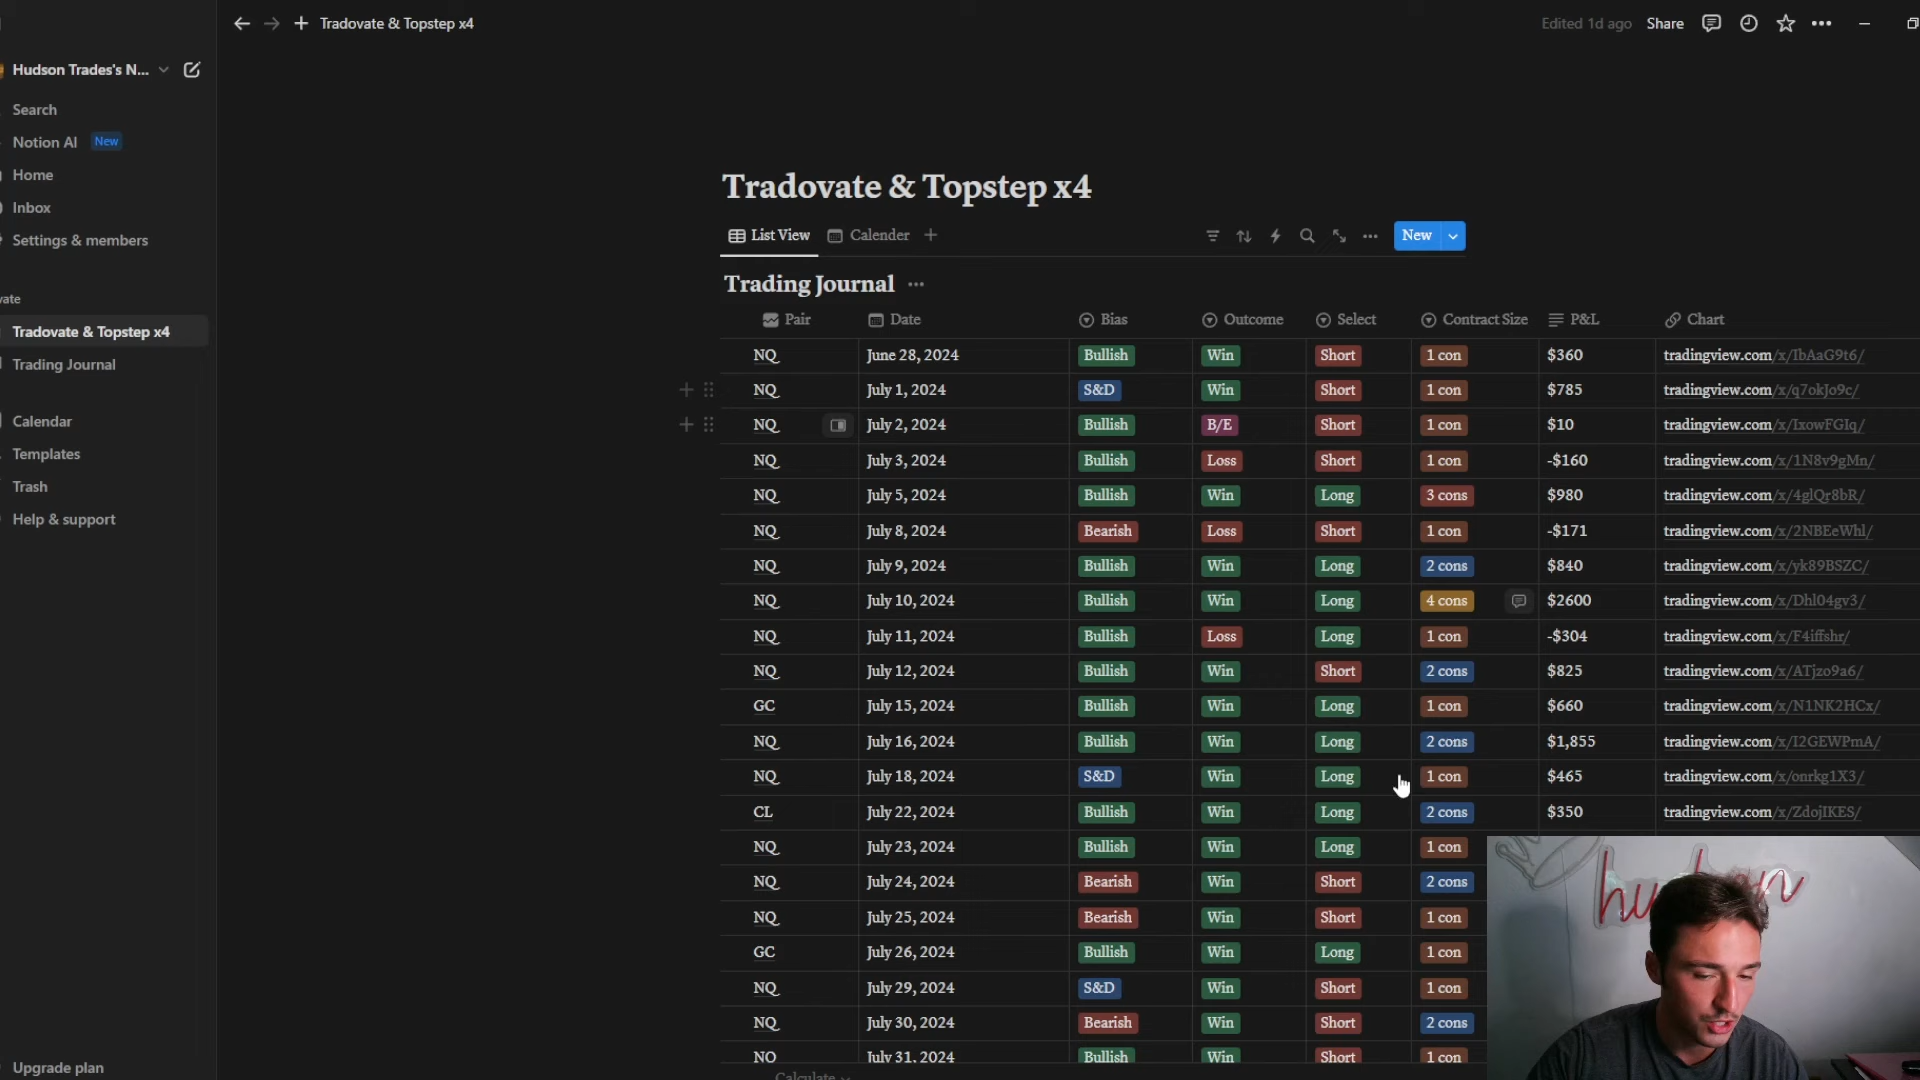 Tradovate & Topstep x4
Edited 1d ago
Share
Hudson Trades's N...
Search
Notion AI New
Home
Inbox
Settings & members
Tradovate & Topstep x4
Trading Journal
Calendar
Templates
Trash
Help & support
Upgrade plan
Tradovate & Topstep x4
List View Calender
New
Trading Journal
Pair Date Bias Outcome Select Contract Size P&L Chart
NQ June 28, 2024 Bullish Win Short 1 con $360 tradingview.com/x/IbAaG9t6/
NQ July 1, 2024 S&D Win Short 1 con $785 tradingview.com/x/q7okJo9c/
NQ July 2, 2024 Bullish B/E Short 1 con $10 tradingview.com/x/IxowFGIq/
NQ July 3, 2024 Bullish Loss Short 1 con -$160 tradingview.com/x/1N8v9gMn/
NQ July 5, 2024 Bullish Win Long 3 cons $980 tradingview.com/x/4glQr8bR/
NQ July 8, 2024 Bearish Loss Short 1 con -$171 tradingview.com/x/2NBEeWhl/
NQ July 9, 2024 Bullish Win Long 2 cons $840 tradingview.com/x/yk89BSZC/
NQ July 10, 2024 Bullish Win Long 4 cons $2600 tradingview.com/x/Dhl04gv3/
NQ July 11, 2024 Bullish Loss Long 1 con -$304 tradingview.com/x/F4iffshr/
NQ July 12, 2024 Bullish Win Short 2 cons $825 tradingview.com/x/ATjzo9a6/
GC July 15, 2024 Bullish Win Long 1 con $660 tradingview.com/x/N1NK2HCx/
NQ July 16, 2024 Bullish Win Long 2 cons $1,855 tradingview.com/x/I2GEWPmA/
NQ July 18, 2024 S&D Win Long 1 con $465 tradingview.com/x/onrkg1X3/
CL July 22, 2024 Bullish Win Long 2 cons $350 tradingview.com/x/ZdojIKES/
NQ July 23, 2024 Bullish Win Long 1 con
NQ July 24, 2024 Bearish Win Short 2 cons
NQ July 25, 2024 Bearish Win Short 1 con
GC July 26, 2024 Bullish Win Long 1 con
NQ July 29, 2024 S&D Win Short 1 con
NQ July 30, 2024 Bearish Win Short 2 cons
NQ July 31, 2024 Bullish Win Short 1 con
Calculate